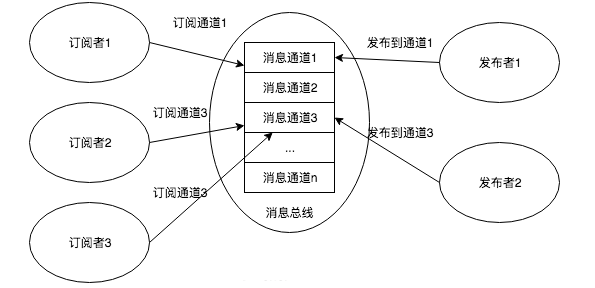 订阅者1
订阅通道1
消息通道1
发布到通道1
发布者1
消息通道2
订阅者2
订阅通道3
消息通道3
发布到通道3
...
订阅通道3
消息通道n
发布者2
消息总线
订阅者3